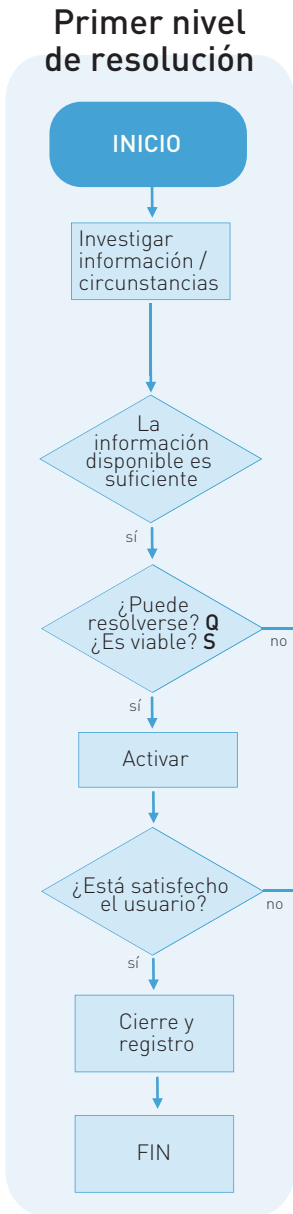 Primer nivel
de resolución
INICIO
Investigar
información /
circunstancias
La
información
disponible es
suficiente
sí
¿Puede
resolverse? Q
¿Es viable? S
no
sí
Activar
¿Está satisfecho
el usuario?
no
sí
Cierre y
registro
FIN